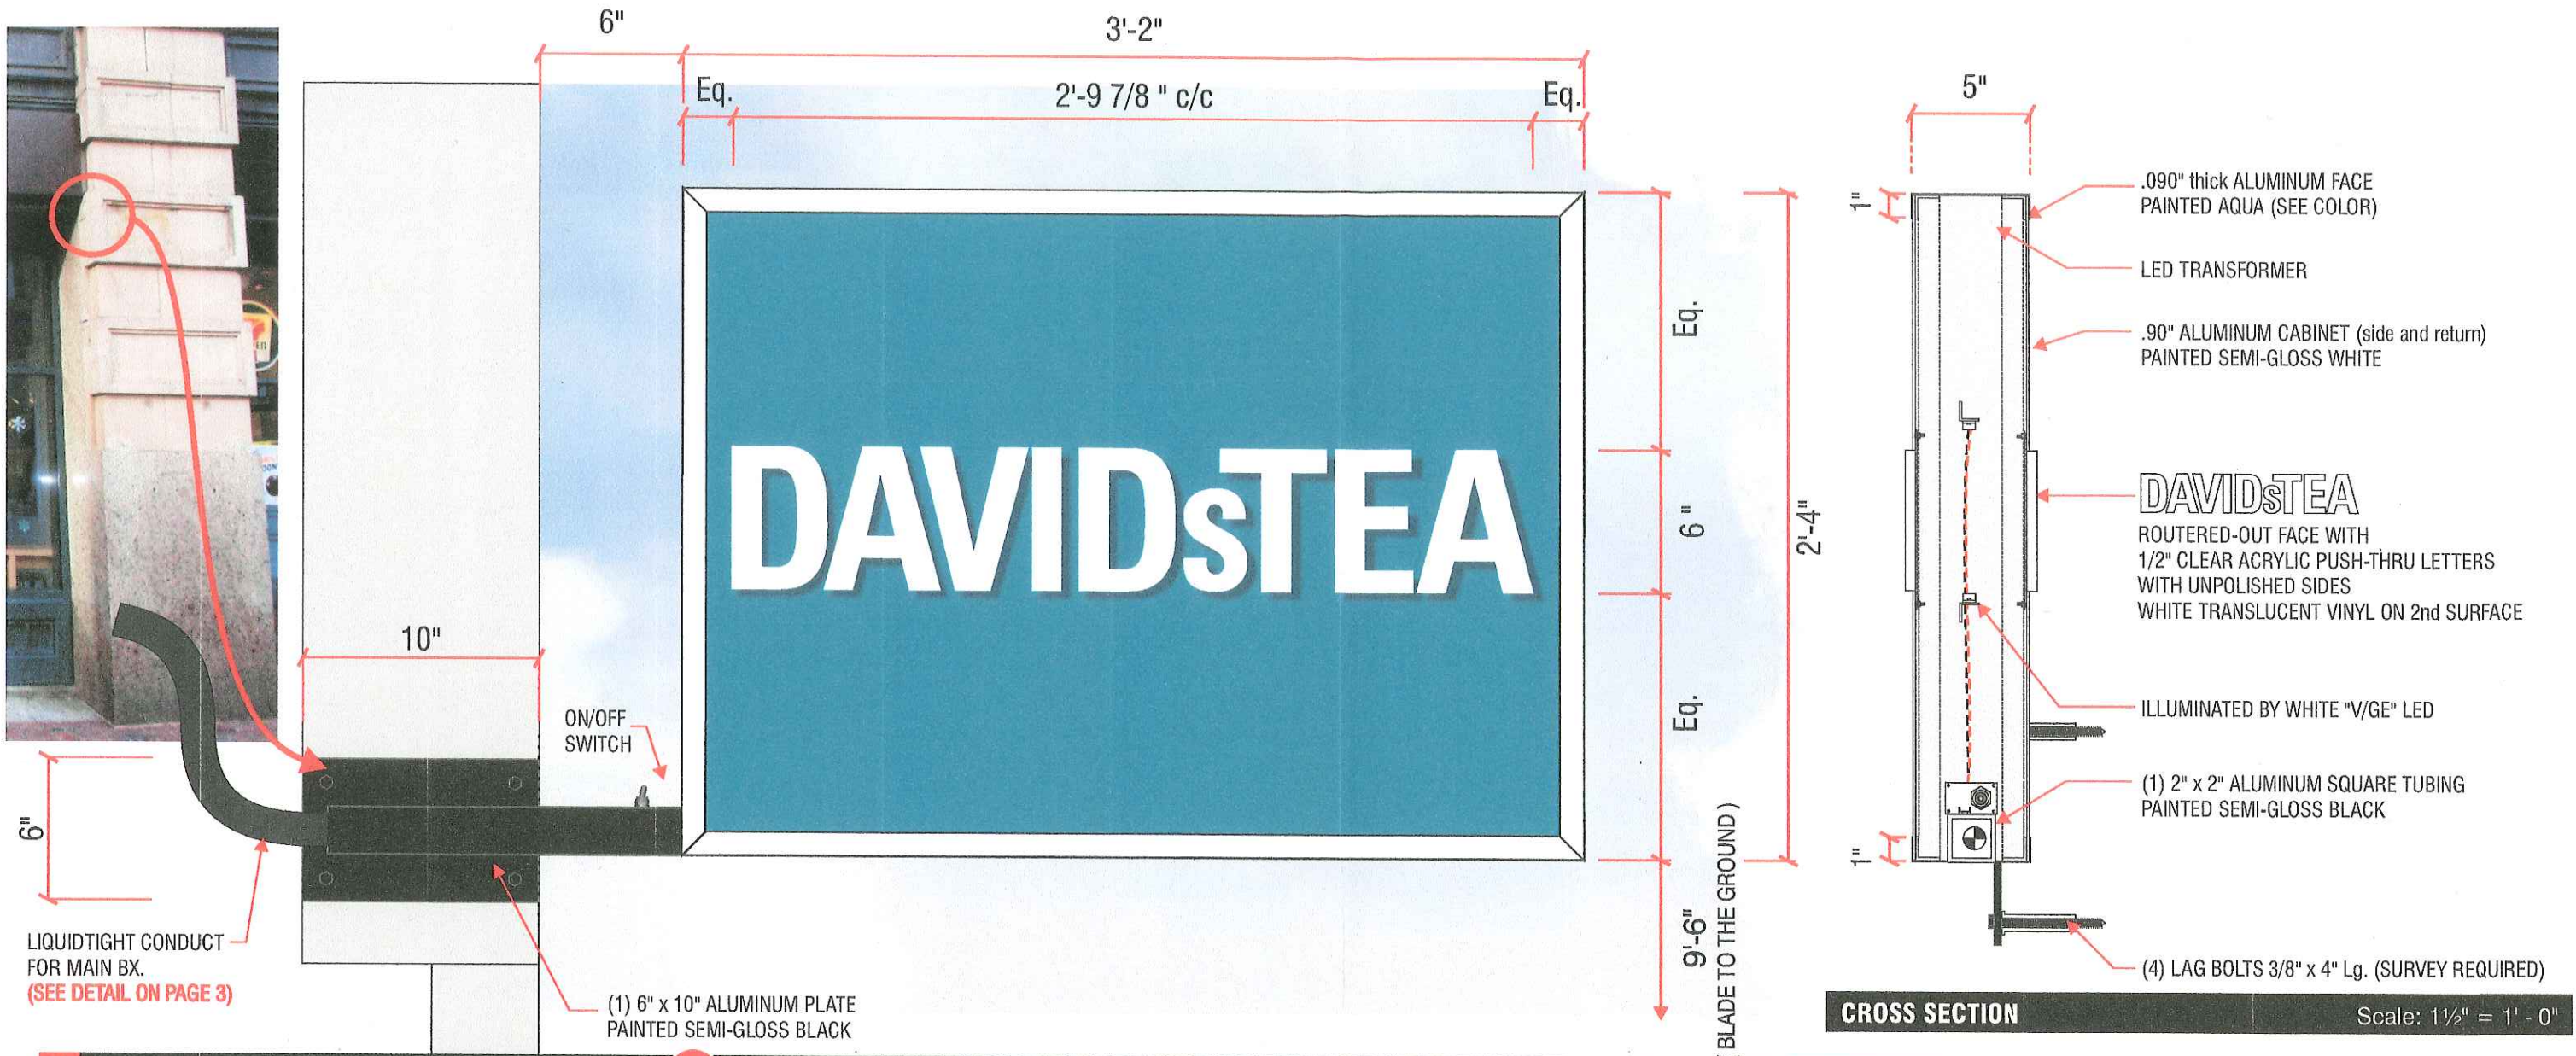 6"
3'-2"
Eq.
2'-9 7/8 " c/c
Eq.
5"
1"
.090" thick ALUMINUM FACE
PAINTED AQUA (SEE COLOR)
LED TRANSFORMER
.90" ALUMINUM CABINET (side and return)
PAINTED SEMI-GLOSS WHITE
Eq.
DAVIDsTEA
6 "
2'-4"
DAVIDsTEA
ROUTERED-OUT FACE WITH
1/2" CLEAR ACRYLIC PUSH-THRU LETTERS
WITH UNPOLISHED SIDES
WHITE TRANSLUCENT VINYL ON 2nd SURFACE
10"
Eq.
ON/OFF
SWITCH
ILLUMINATED BY WHITE "V/GE" LED
(1) 2" x 2" ALUMINUM SQUARE TUBING
PAINTED SEMI-GLOSS BLACK
6"
1"
LIQUIDTIGHT CONDUCT
FOR MAIN BX.
(SEE DETAIL ON PAGE 3)
9'-6"
BLADE TO THE GROUND )
(4) LAG BOLTS 3/8" x 4" Lg. (SURVEY REQUIRED)
(1) 6" x 10" ALUMINUM PLATE
PAINTED SEMI-GLOSS BLACK
CROSS SECTION
Scale: 1½" = 1' - 0"